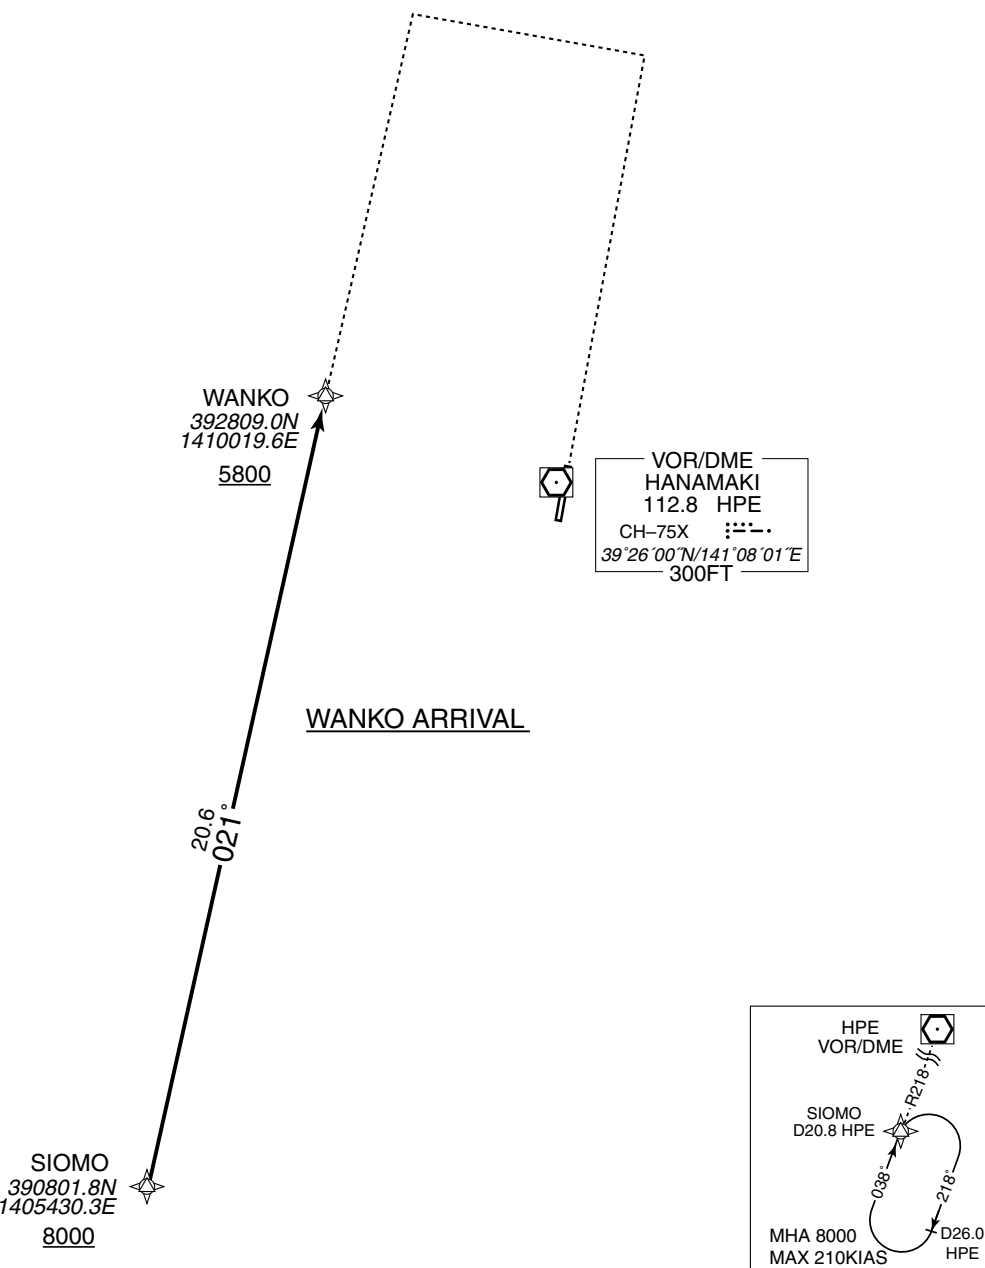 WANKO
392809.0N
1410019.6E
5800
VOR/DME
HANAMAKI
112.8 HPE
CH–75X
39°26´00˝N/141°08´01˝E
300FT
WANKO ARRIVAL
20.6
021°
SIOMO
390801.8N
1405430.3E
8000
HPE
VOR/DME
R218
SIOMO
D20.8 HPE
038°
218°
D26.0
HPE
MHA 8000
MAX 210KIAS